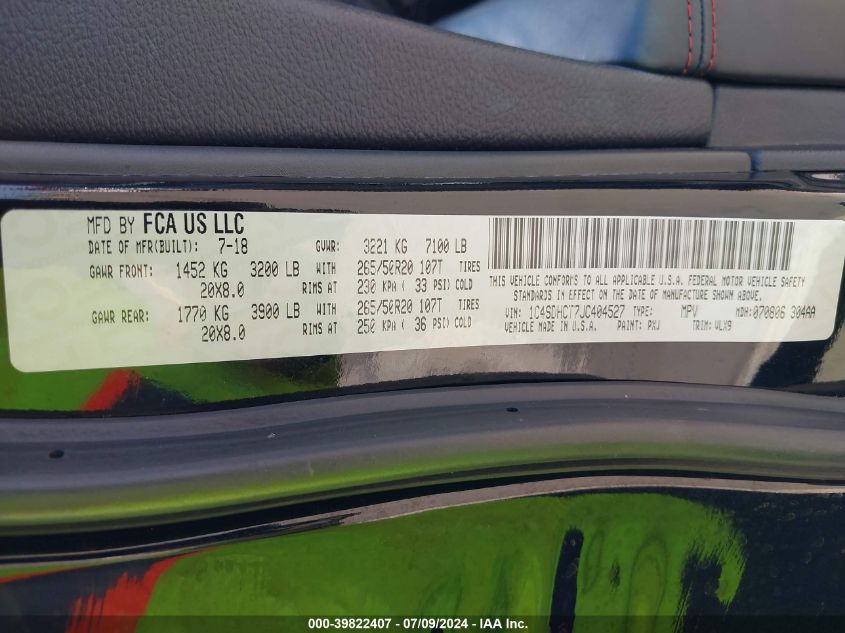 MFD BY FCA US LLC
DATE OF MFR(BUILT): 7-18 GVWR: 3221 KG 7100 LB
GAWR FRONT: 1452 KG 3200 LB WITH 265/50R20 107T TIRES
20X8.0 RIMS AT 230 KPA ( 33 PSI) COLD
GAWR REAR: 1770 KG 3900 LB WITH 265/50R20 107T TIRES
20X8.0 RIMS AT 250 KPA ( 36 PSI) COLD
THIS VEHICLE CONFORMS TO ALL APPLICABLE U.S.A. FEDERAL MOTOR VEHICLE SAFETY
STANDARDS IN EFFECT ON THE DATE OF MANUFACTURE SHOWN ABOVE.
VIN: 1C4SDHCT7JC404527 TYPE: MPV MDH: 070806 304AA
VEHICLE MADE IN U.S.A. PAINT: PXJ TRIM: VLX9
000-39822407 / 07/09/2024 - © IAA Inc.